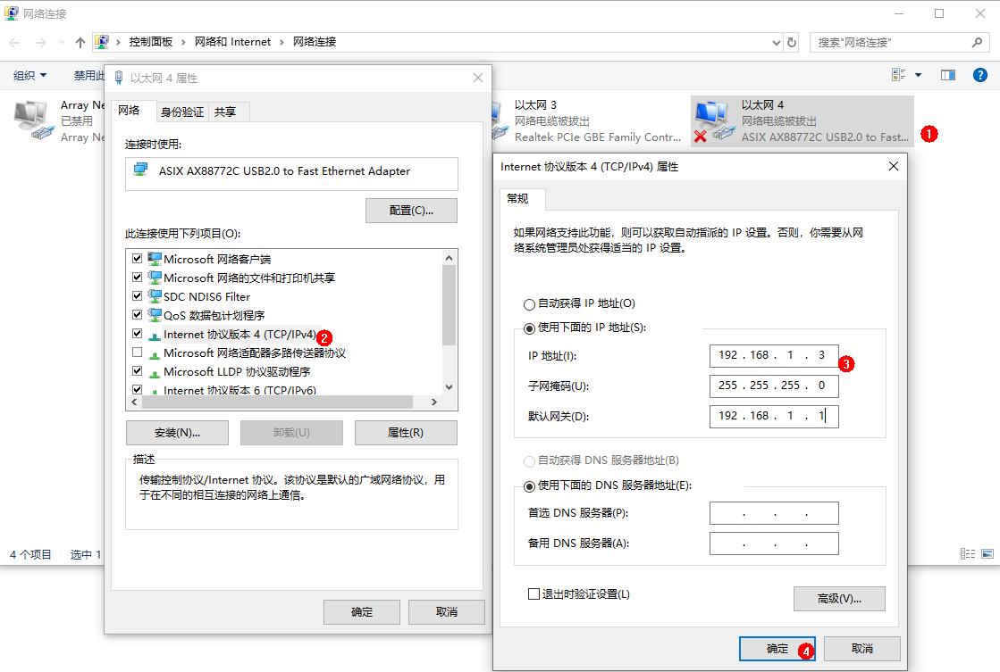 网络连接
控制面板 › 网络和 Internet › 网络连接
搜索"网络连接"
组织
禁用此
Array Ne
已禁用
Array Ne
以太网 3
网络电缆被拔出
Realtek PCIe GBE Family Contr...
以太网 4
网络电缆被拔出
ASIX AX88772C USB2.0 to Fast...
1
以太网 4 属性
网络 身份验证 共享
连接时使用:
ASIX AX88772C USB2.0 to Fast Ethernet Adapter
配置(C)...
此连接使用下列项目(O):
Microsoft 网络客户端
Microsoft 网络的文件和打印机共享
SDC NDIS6 Filter
QoS 数据包计划程序
Internet 协议版本 4 (TCP/IPv4)
2
Microsoft 网络适配器多路传送器协议
Microsoft LLDP 协议驱动程序
Internet 协议版本 6 (TCP/IPv6)
安装(N)... 卸载(U) 属性(R)
描述
传输控制协议/Internet 协议。该协议是默认的广域网络协议，用
于在不同的相互连接的网络上通信。
确定 取消
4 个项目 选中 1
Internet 协议版本 4 (TCP/IPv4) 属性
常规
如果网络支持此功能，则可以获取自动指派的 IP 设置。否则，你需要从网
络系统管理员处获得适当的 IP 设置。
自动获得 IP 地址(O)
使用下面的 IP 地址(S):
IP 地址(I): 192 . 168 . 1 . 3
3
子网掩码(U): 255 . 255 . 255 . 0
默认网关(D): 192 . 168 . 1 . 1
自动获得 DNS 服务器地址(B)
使用下面的 DNS 服务器地址(E):
首选 DNS 服务器(P): . . .
备用 DNS 服务器(A): . . .
退出时验证设置(L)
高级(V)...
确定 4 取消